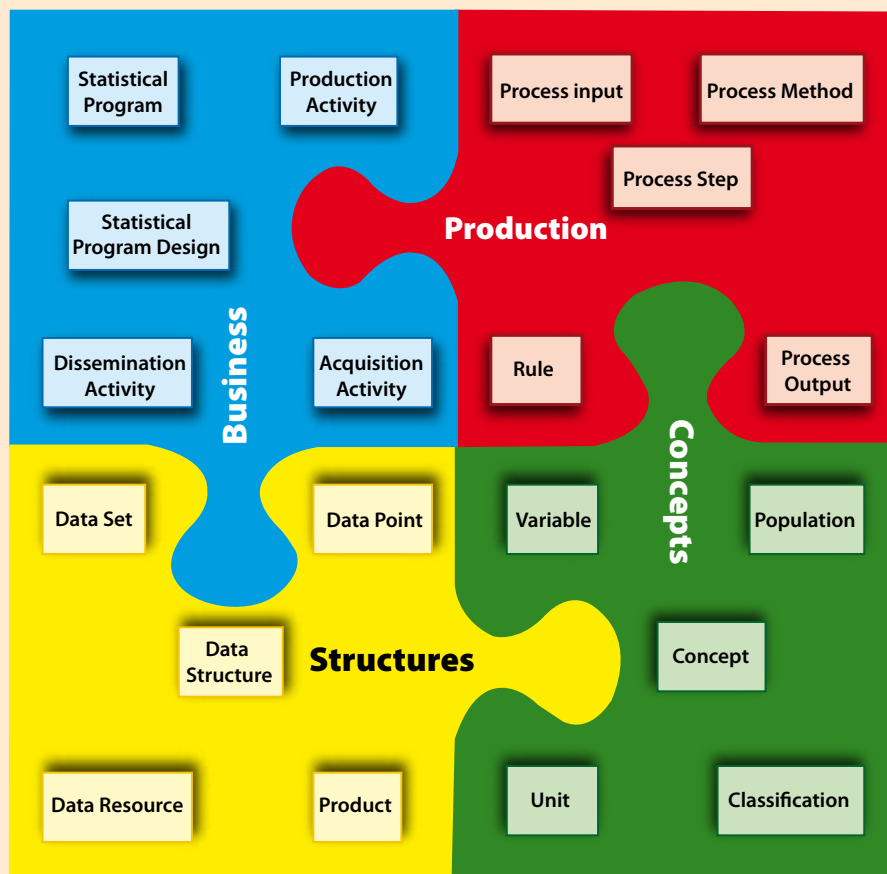 Statistical
Program
Production
Activity
Statistical
Program Design
Business
Dissemination
Activity
Acquisition
Activity
Process input
Process Method
Process Step
Production
Rule
Process
Output
Data Set
Data Point
Data
Structure
Structures
Data Resource
Product
Concepts
Variable
Population
Concept
Unit
Classification